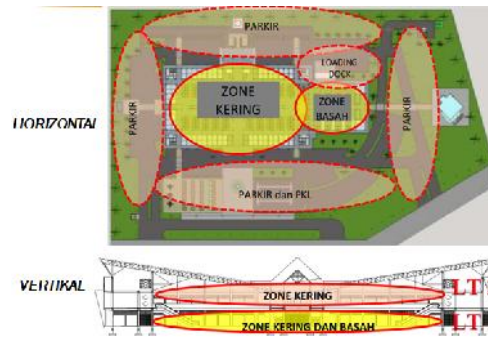 PARKIR
LOADING
DOCK
ZONE
KERING
ZONE
BASAH
HORIZONTAL
PARKIR
PARKIR
PARKIR dan PKL
VERTIKAL
ZONE KERING
LT
ZONE KERING DAN BASAH
LT